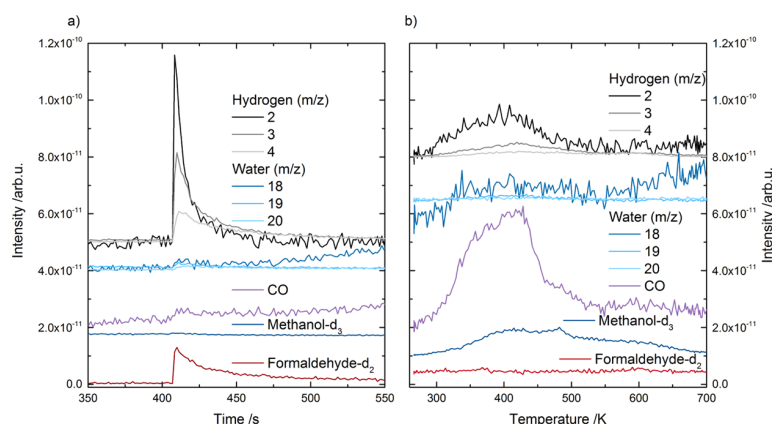 a)
1.2x10⁻¹⁰
1.0x10⁻¹⁰
8.0x10⁻¹¹
6.0x10⁻¹¹
4.0x10⁻¹¹
2.0x10⁻¹¹
0.0
Intensity /arb.u.
350 400 450 500 550
Time /s
Hydrogen (m/z)
2
3
4
Water (m/z)
18
19
20
CO
Methanol-d₃
Formaldehyde-d₂
b)
1.2x10⁻¹⁰
1.0x10⁻¹⁰
8.0x10⁻¹¹
6.0x10⁻¹¹
4.0x10⁻¹¹
2.0x10⁻¹¹
0.0
Intensity /arb.u.
300 400 500 600 700
Temperature /K
Hydrogen (m/z)
2
3
4
Water (m/z)
18
19
20
CO
Methanol-d₃
Formaldehyde-d₂